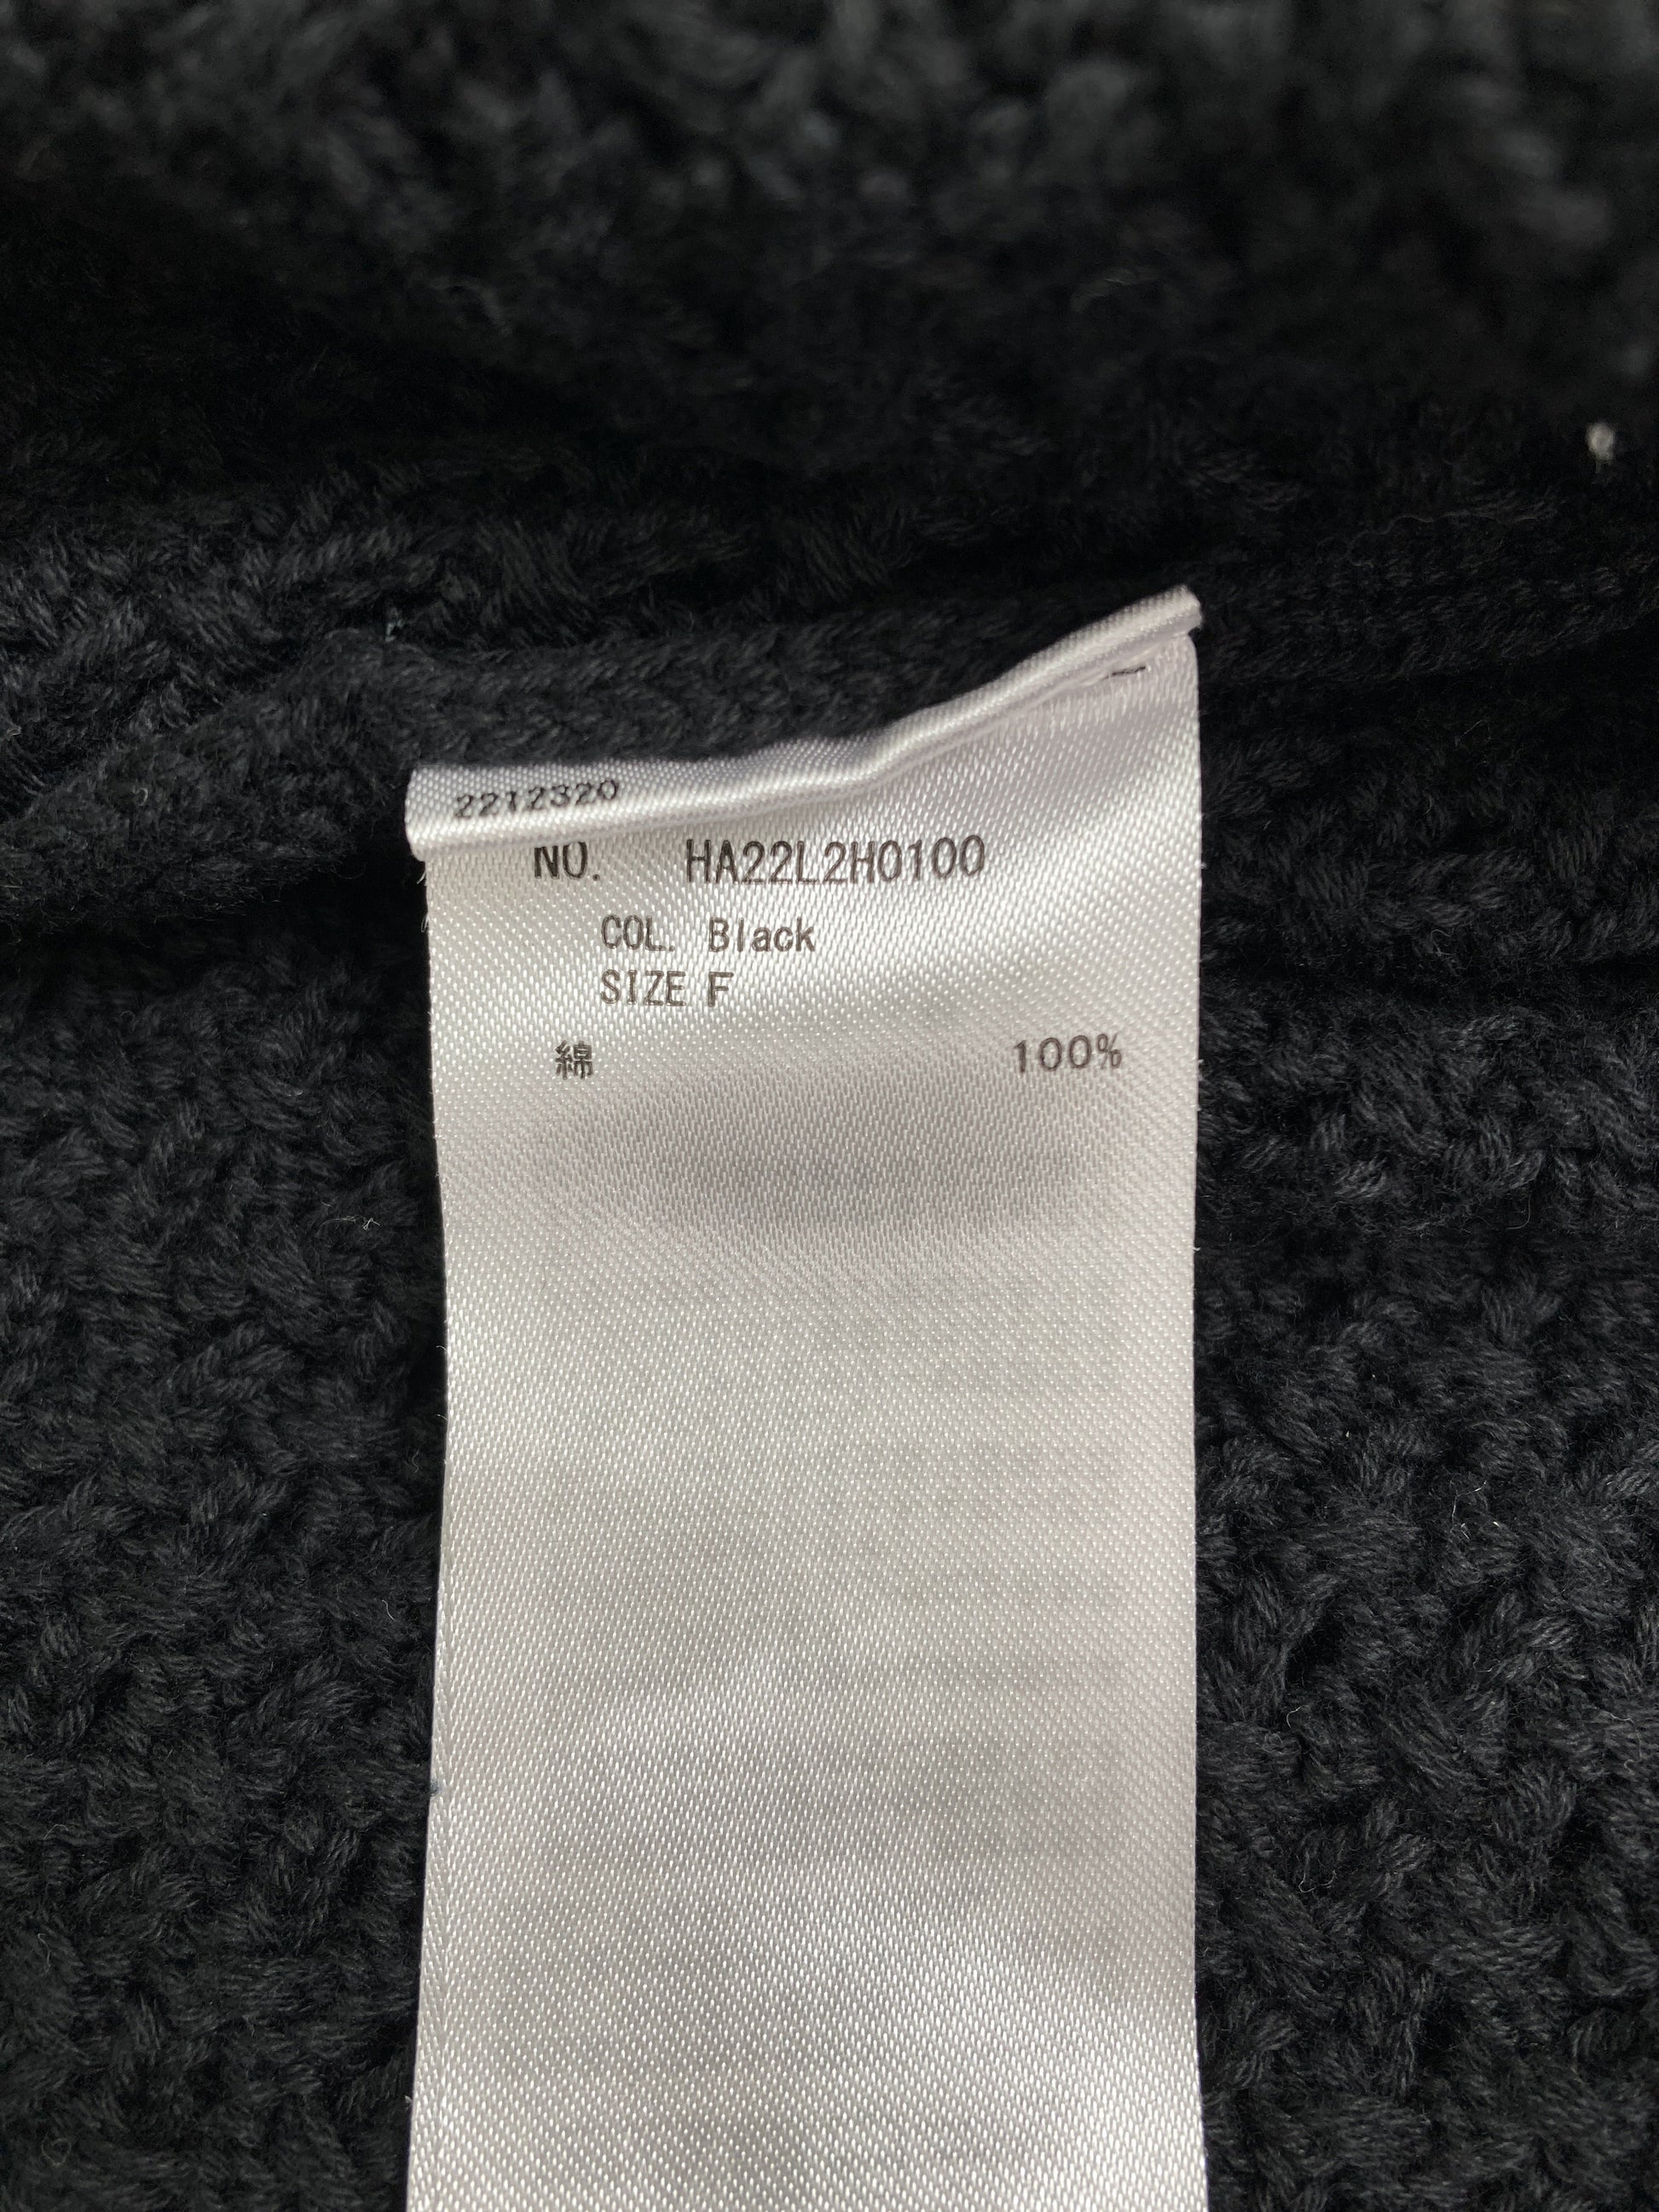 2212320
NO. HA22L2H0100
COL. Black
SIZE F
綿 100%